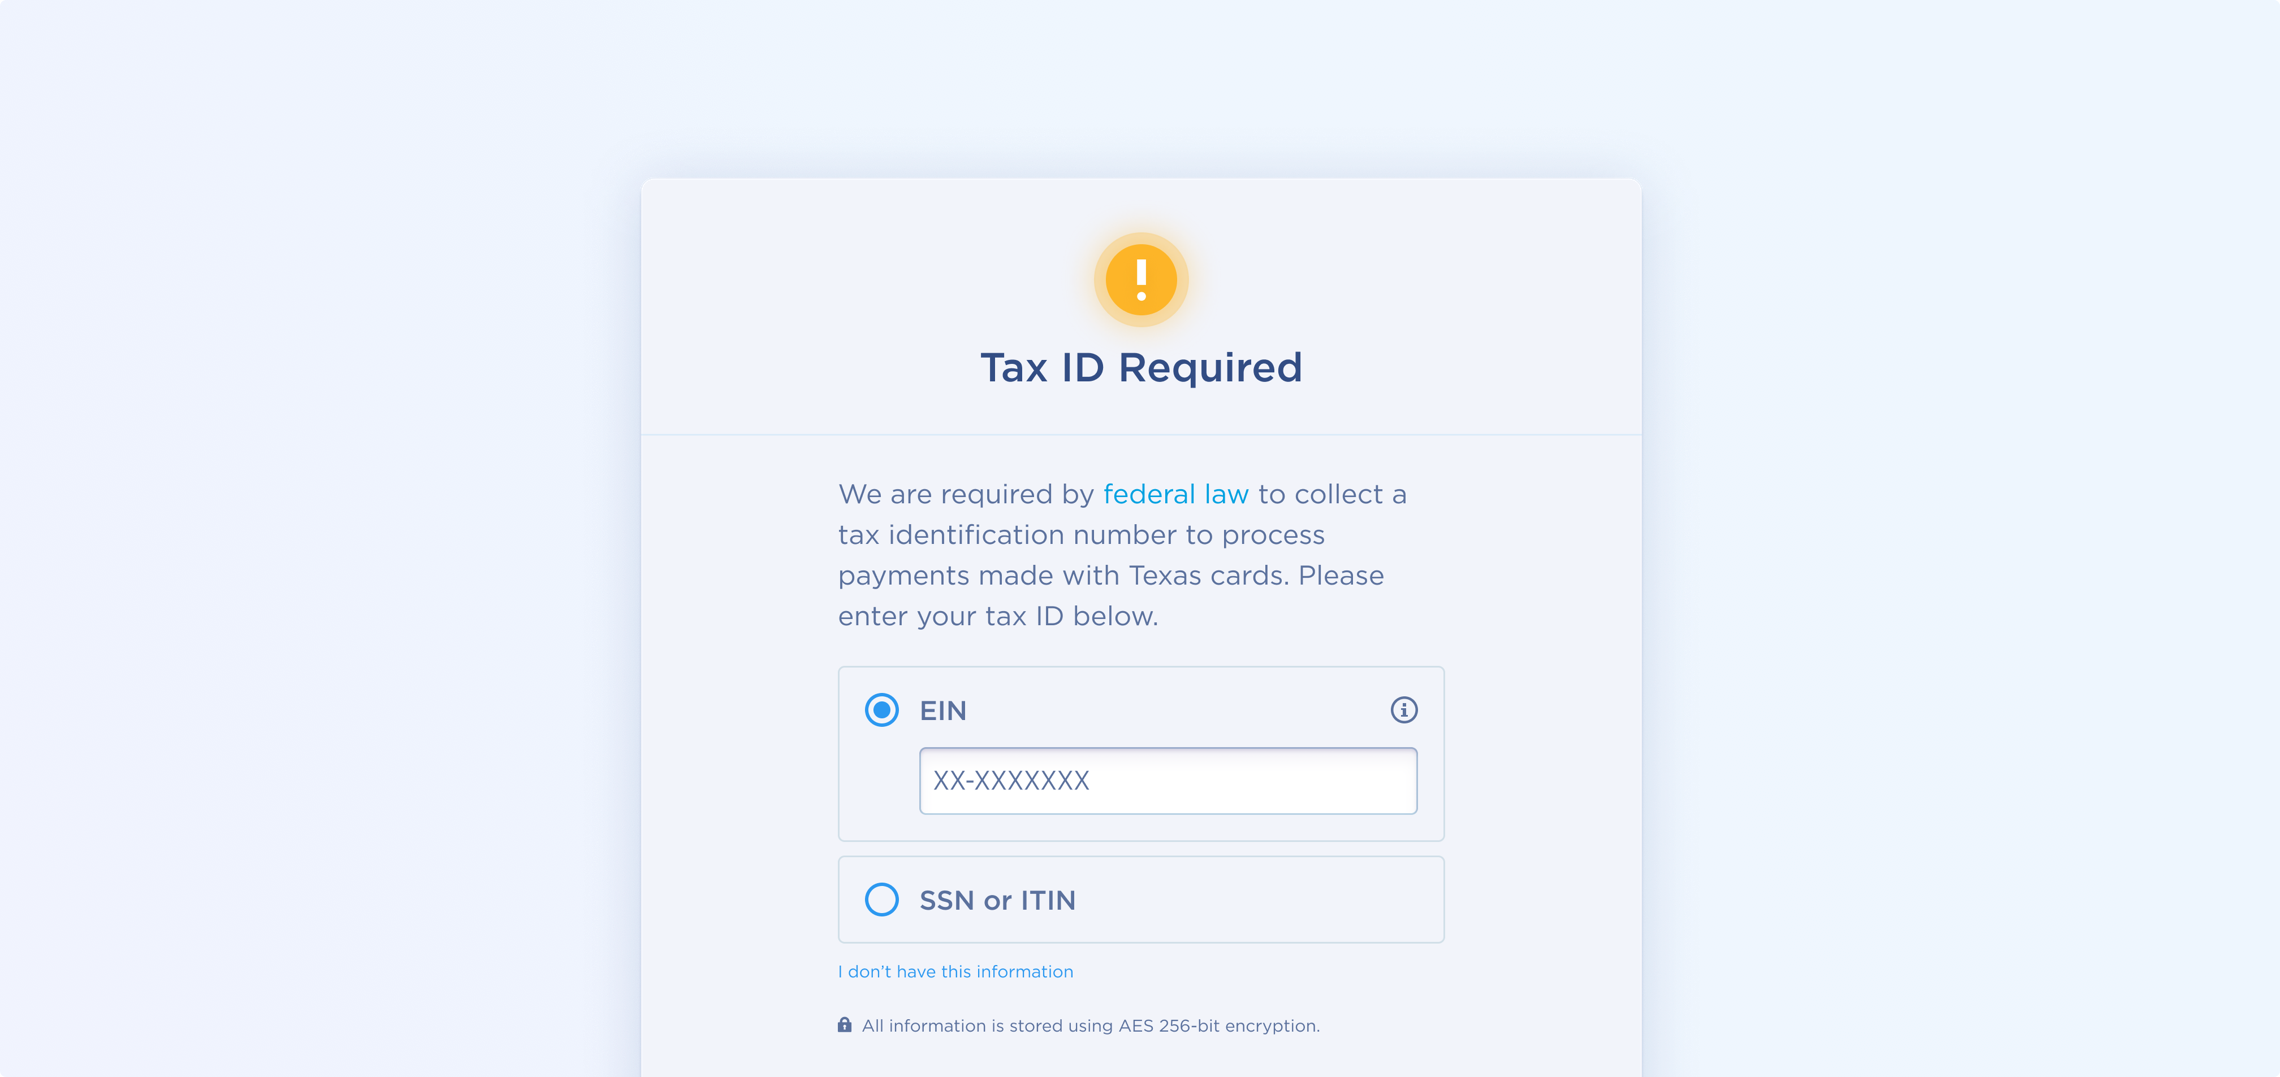 Tax ID Required
We are required by federal law to collect a
tax identification number to process
payments made with Texas cards. Please
enter your tax ID below.
EIN
XX-XXXXXXX
SSN or ITIN
I don’t have this information
All information is stored using AES 256-bit encryption.